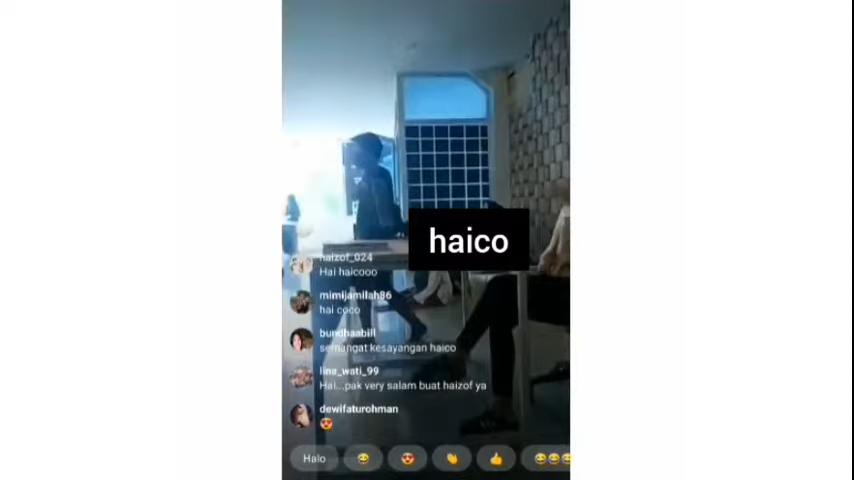 haico
haizof_024
Hai haicooo
mimijamilah86
hai coco
bundhaabill
semangat kesayangan haico
lina_wati_99
Hai...pak very salam buat haizof ya
dewifaturohman
😍
Halo 😂 😍 👏 👍 😂😂😂